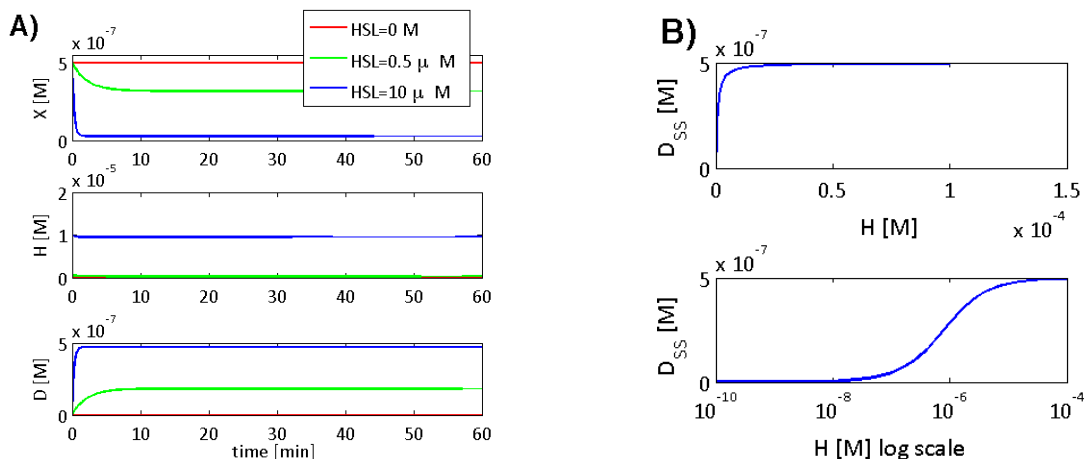 A)
x 10-7
HSL=0 M
HSL=0.5 μ M
HSL=10 μ M
X [M]
5
0
0 10 20 30 40 50 60
x 10-5
H [M]
2
1
0
0 10 20 30 40 50 60
x 10-7
D [M]
5
0
0 10 20 30 40 50 60
time [min]
B)
x 10-7
DSS [M]
5
0
0 0.5 1 1.5
H [M]
x 10-4
x 10-7
DSS [M]
5
0
10-10 10-8 10-6 10-4
H [M] log scale